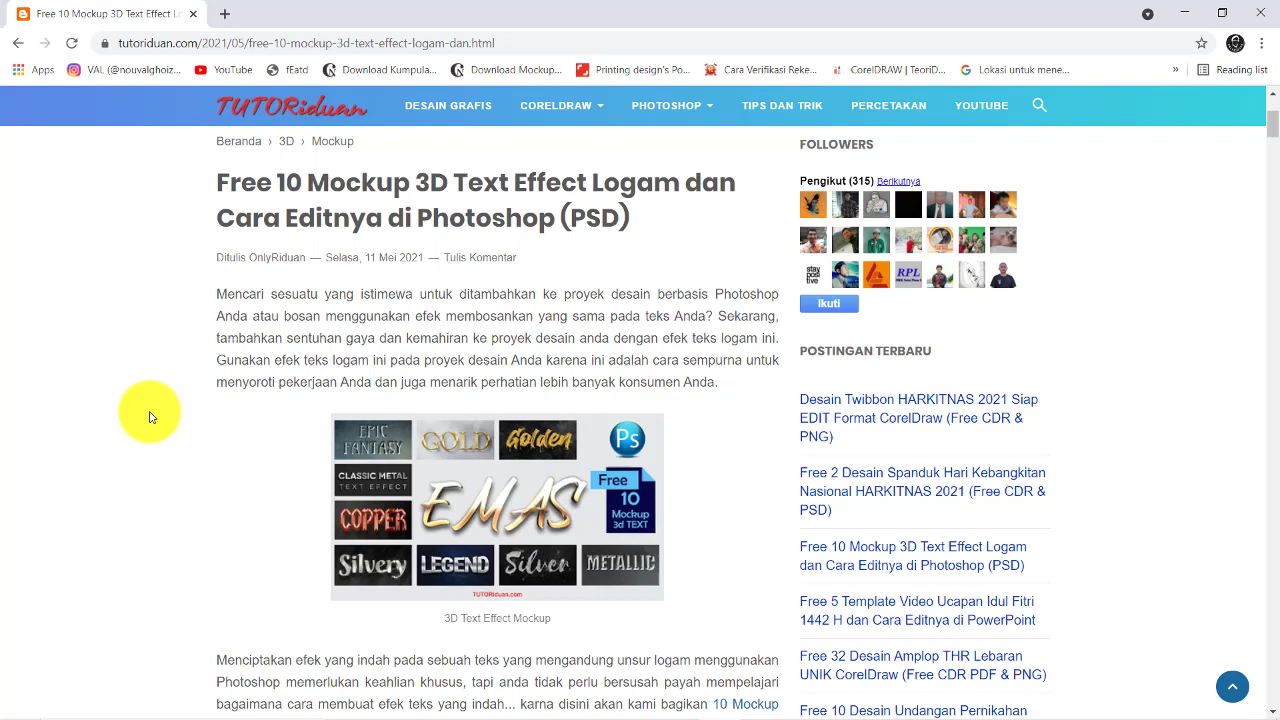 Free 10 Mockup 3D Text Effect Lo
tutoriduan.com/2021/05/free-10-mockup-3d-text-effect-logam-dan.html
Apps
VAL (@nouvalghoiz...
YouTube
fEatd
Download Kumpula...
Download Mockup...
Printing design's Po...
Cara Verifikasi Reke...
CorelDRAW | TeoriD...
Lokasi untuk mene...
»
Reading list
TUTORiduan
DESAIN GRAFIS
CORELDRAW
PHOTOSHOP
TIPS DAN TRIK
PERCETAKAN
YOUTUBE
Beranda › 3D › Mockup
Free 10 Mockup 3D Text Effect Logam dan
Cara Editnya di Photoshop (PSD)
Ditulis OnlyRiduan — Selasa, 11 Mei 2021 — Tulis Komentar
Mencari sesuatu yang istimewa untuk ditambahkan ke proyek desain berbasis Photoshop
Anda atau bosan menggunakan efek membosankan yang sama pada teks Anda? Sekarang,
tambahkan sentuhan gaya dan kemahiran ke proyek desain anda dengan efek teks logam ini.
Gunakan efek teks logam ini pada proyek desain Anda karena ini adalah cara sempurna untuk
menyoroti pekerjaan Anda dan juga menarik perhatian lebih banyak konsumen Anda.
EPIC
FANTASY
GOLD
Golden
Ps
CLASSIC METAL
TEXT EFFECT
EMAS
Free
10
Mockup
3d TEXT
COPPER
Silvery
LEGEND
Silver
METALLIC
TUTORiduan.com
3D Text Effect Mockup
Menciptakan efek yang indah pada sebuah teks yang mengandung unsur logam menggunakan
Photoshop memerlukan keahlian khusus, tapi anda tidak perlu bersusah payah mempelajari
bagaimana cara membuat efek teks yang indah... karna disini akan kami bagikan 10 Mockup
FOLLOWERS
Pengikut (315) Berikutnya
stay
positive
RPL
Ikuti
POSTINGAN TERBARU
Desain Twibbon HARKITNAS 2021 Siap
EDIT Format CorelDraw (Free CDR &
PNG)
Free 2 Desain Spanduk Hari Kebangkitan
Nasional HARKITNAS 2021 (Free CDR &
PSD)
Free 10 Mockup 3D Text Effect Logam
dan Cara Editnya di Photoshop (PSD)
Free 5 Template Video Ucapan Idul Fitri
1442 H dan Cara Editnya di PowerPoint
Free 32 Desain Amplop THR Lebaran
UNIK CorelDraw (Free CDR PDF & PNG)
Free 10 Desain Undangan Pernikahan